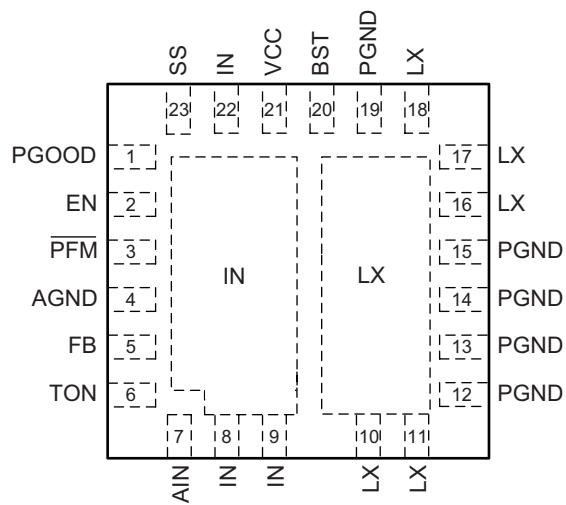 SS IN VCC BST PGND LX
23 22 21 20 19 18
PGOOD 1 17 LX
EN 2 16 LX
P̅F̅M̅ 3 15 PGND
AGND 4 14 PGND
IN LX
FB 5 13 PGND
TON 6 12 PGND
7 8 9 10 11
AIN IN IN LX LX